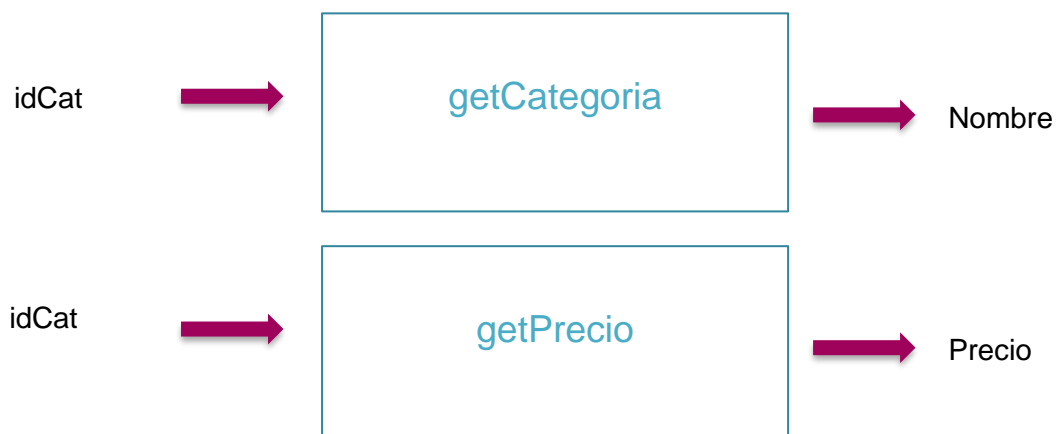 idCat
getCategoria
Nombre
idCat
getPrecio
Precio